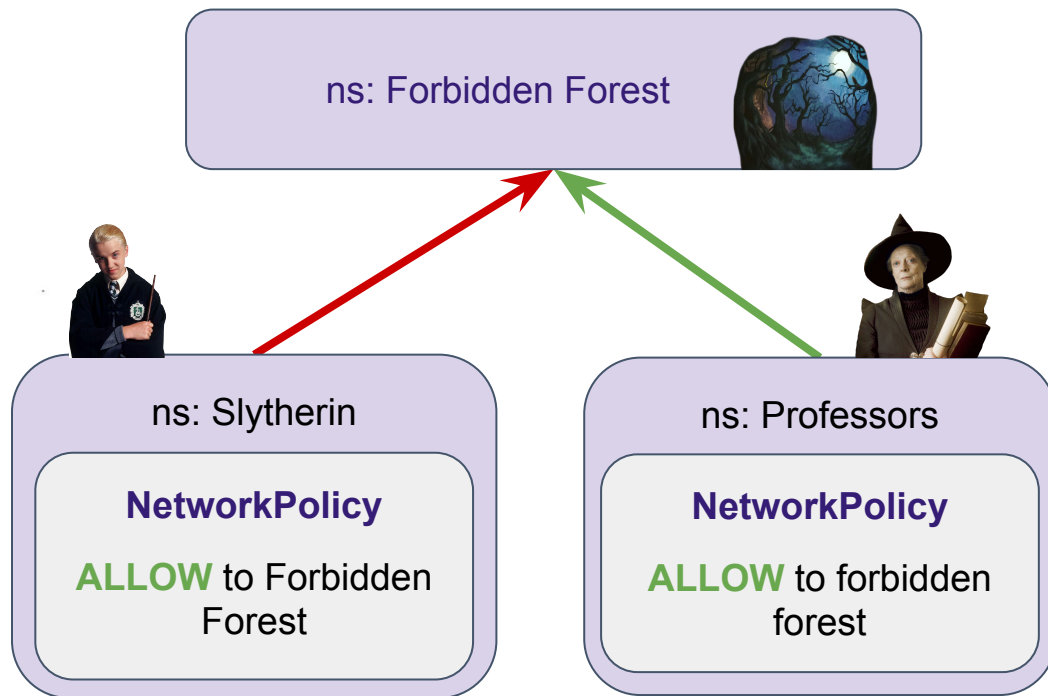 ns: Forbidden Forest
ns: Slytherin
NetworkPolicy
ALLOW to Forbidden
Forest
ns: Professors
NetworkPolicy
ALLOW to forbidden
forest